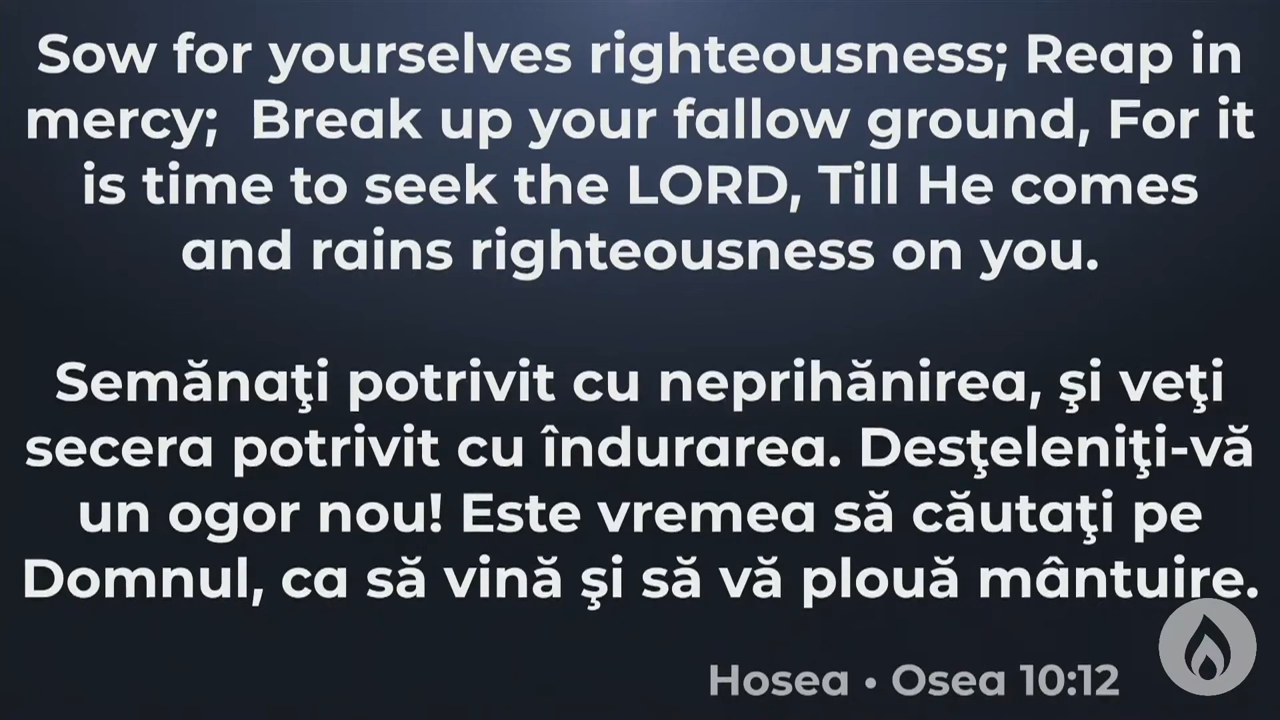 Sow for yourselves righteousness; Reap in
mercy;  Break up your fallow ground, For it
is time to seek the LORD, Till He comes
and rains righteousness on you.
Semănaţi potrivit cu neprihănirea, şi veţi
secera potrivit cu îndurarea. Desţeleniţi-vă
un ogor nou! Este vremea să căutaţi pe
Domnul, ca să vină şi să vă plouă mântuire.
Hosea • Osea 10:12